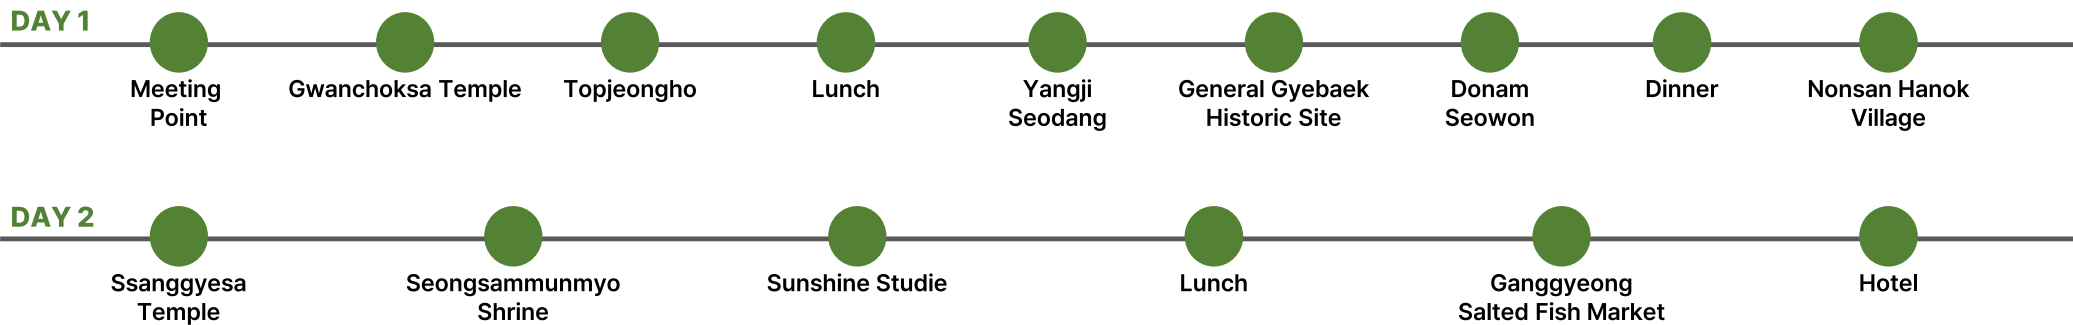 DAY 1
Meeting
Point
Gwanchoksa Temple
Topjeongho
Lunch
Yangji
Seodang
General Gyebaek
Historic Site
Donam
Seowon
Dinner
Nonsan Hanok
Village
DAY 2
Ssanggyesa
Temple
Seongsammunmyo
Shrine
Sunshine Studie
Lunch
Ganggyeong
Salted Fish Market
Hotel